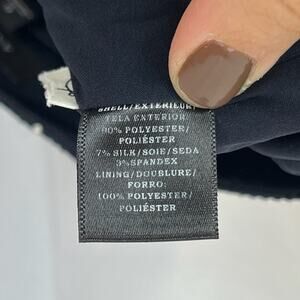 SHELL/EXTERIEUR/
TELA EXTERIOR:
90% POLYESTER/
POLIÉSTER
7% SILK/SOIE/SEDA
3% SPANDEX
LINING/DOUBLURE/
FORRO:
100% POLYESTER/
POLIÉSTER